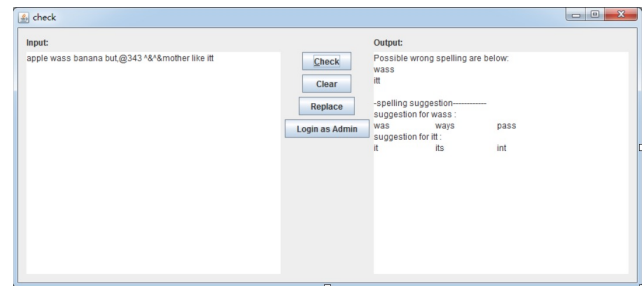 check
Input:
apple wass banana but,@343 ^&^&mother like itt
Check
Clear
Replace
Login as Admin
Output:
Possible wrong spelling are below:
wass
itt
-spelling suggestion------------
suggestion for wass :
was ways pass
suggestion for itt :
it its int